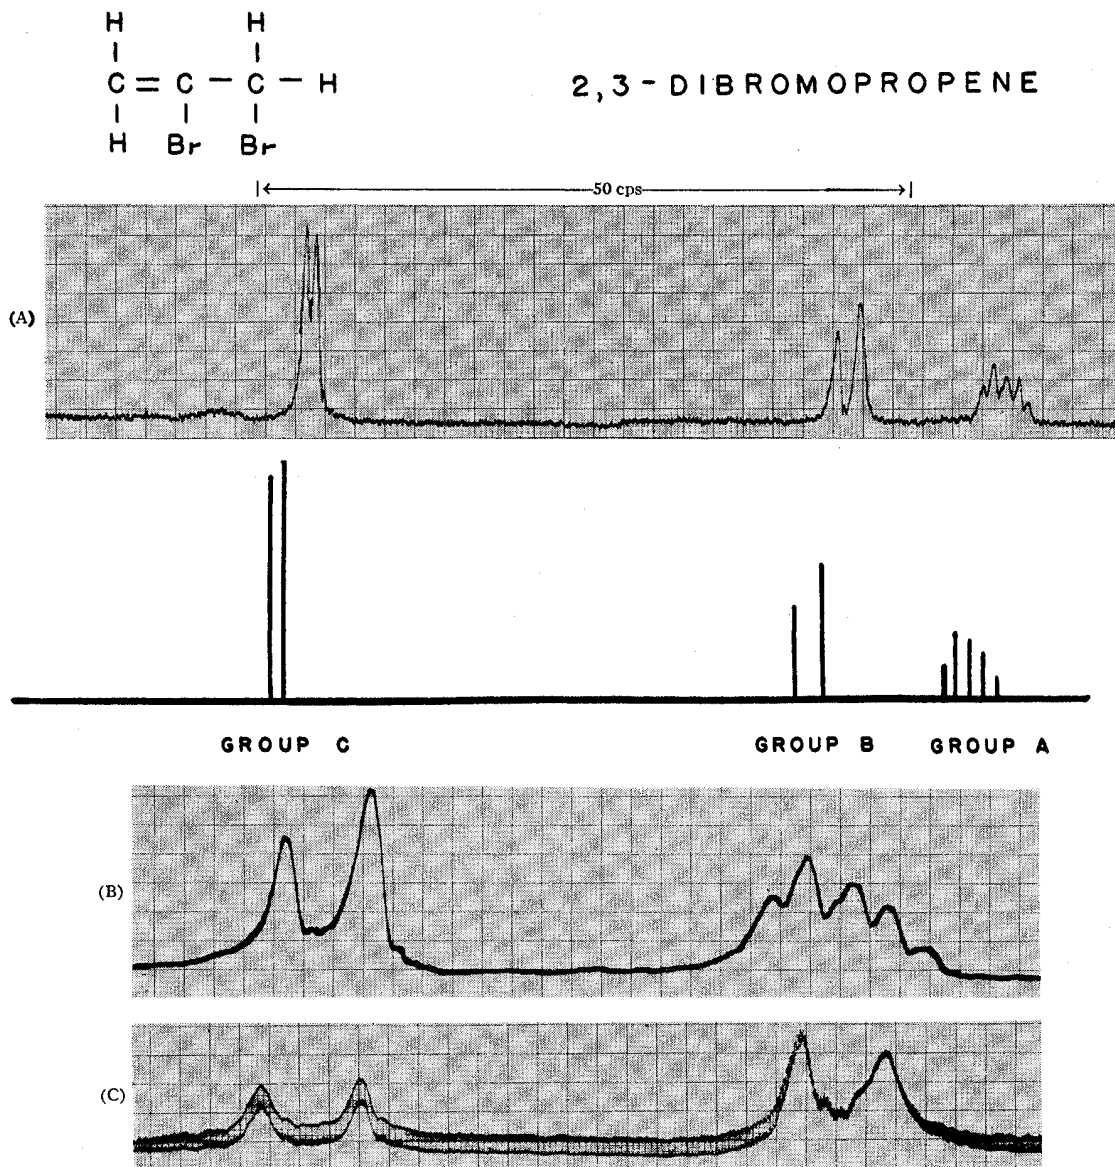 H H
C = C - C - H
H Br Br
2,3-DIBROMOPROPENE
50 cps
(A)
GROUP C GROUP B GROUP A
(B)
(C)